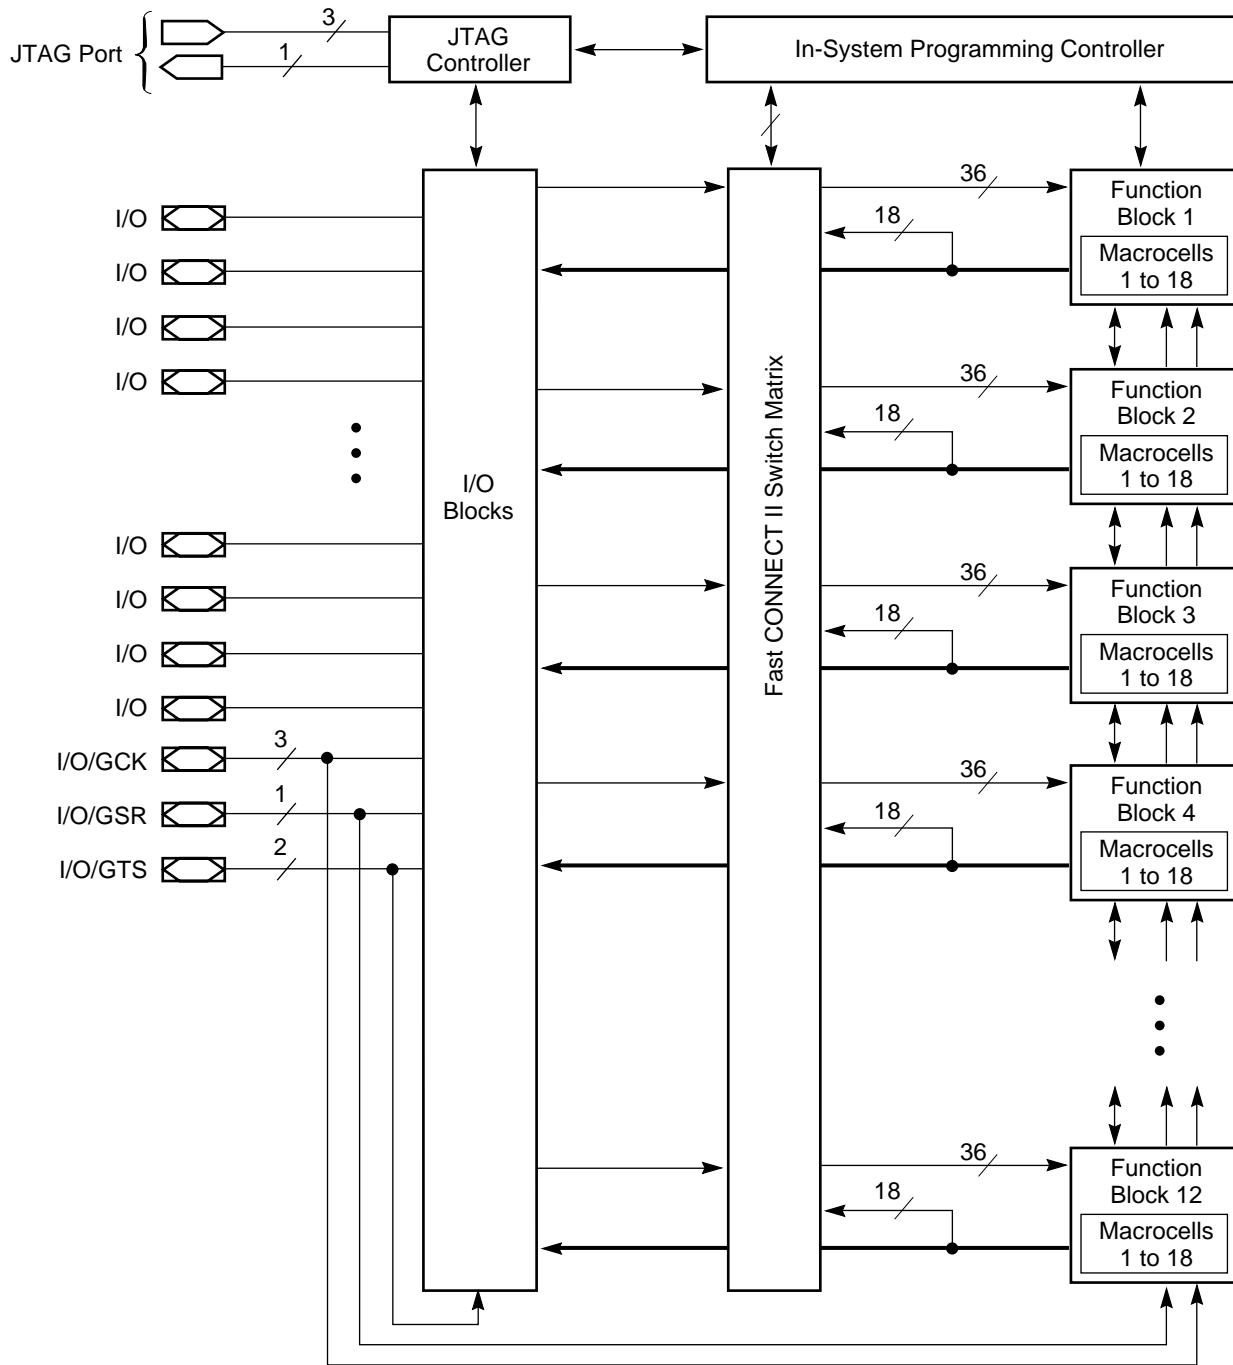 JTAG Port
3
1
JTAG
Controller
In-System Programming Controller
I/O
I/O
I/O
I/O
I/O
I/O
I/O
I/O
I/O/GCK
3
I/O/GSR
1
I/O/GTS
2
I/O
Blocks
Fast CONNECT II Switch Matrix
36
18
Function
Block 1
Macrocells
1 to 18
36
18
Function
Block 2
Macrocells
1 to 18
36
18
Function
Block 3
Macrocells
1 to 18
36
18
Function
Block 4
Macrocells
1 to 18
36
18
Function
Block 12
Macrocells
1 to 18